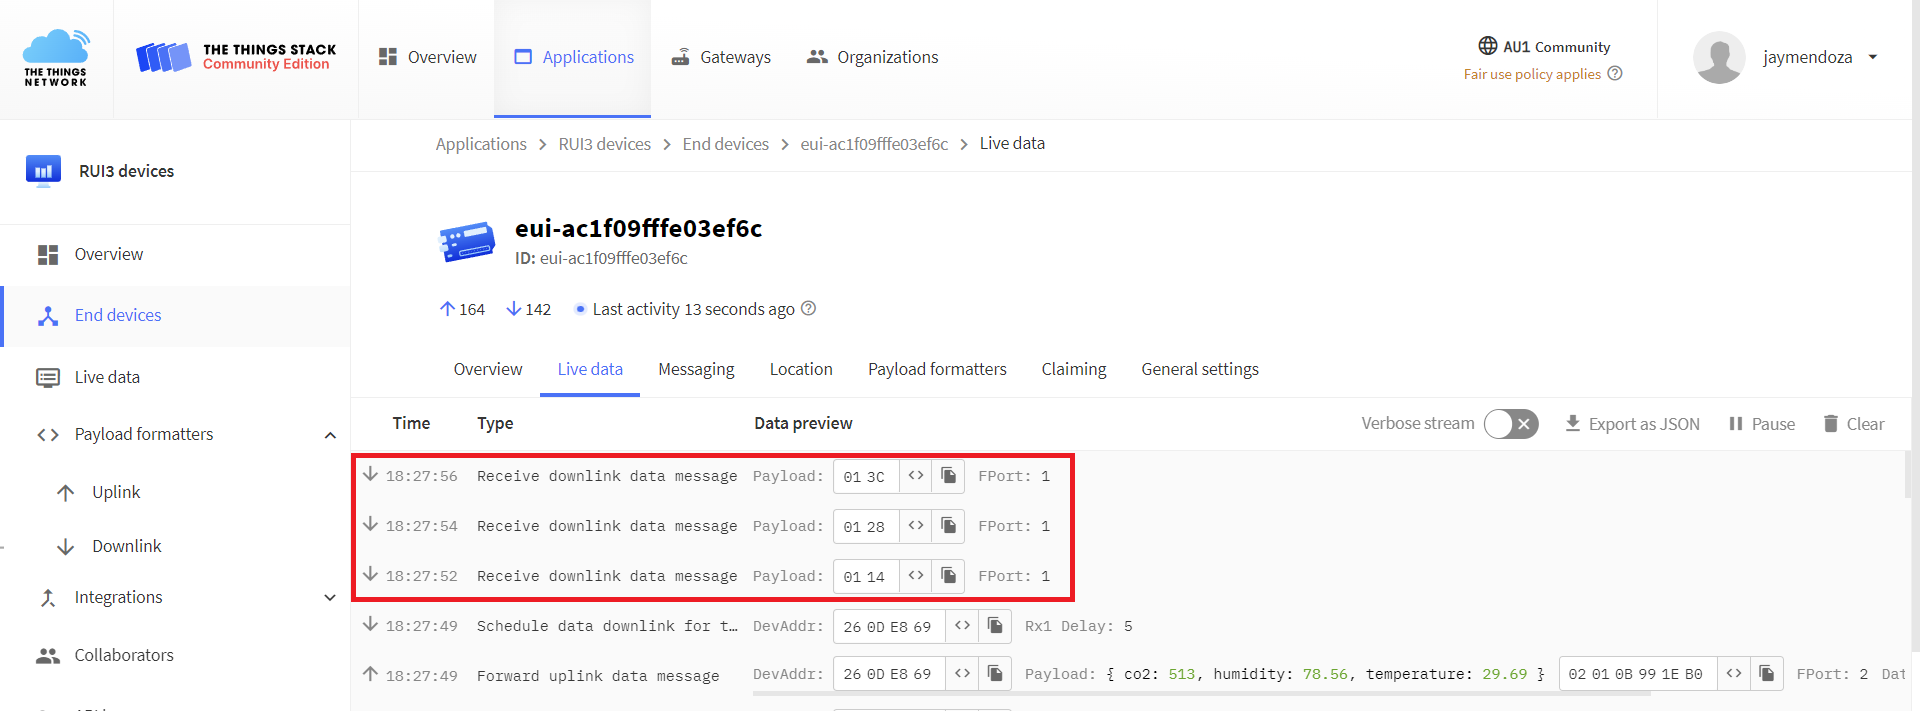 THE THINGS
NETWORK
THE THINGS STACK
Community Edition
Overview
Applications
Gateways
Organizations
AU1 Community
Fair use policy applies
jaymendoza
RUI3 devices
Overview
End devices
Live data
Payload formatters
Uplink
Downlink
Integrations
Collaborators
Applications > RUI3 devices > End devices > eui-ac1f09fffe03ef6c > Live data
eui-ac1f09fffe03ef6c
ID: eui-ac1f09fffe03ef6c
↑ 164 ↓ 142 Last activity 13 seconds ago
Overview Live data Messaging Location Payload formatters Claiming General settings
Time Type Data preview Verbose stream Export as JSON Pause Clear
↓ 18:27:56 Receive downlink data message Payload: 01 3C <> FPort: 1
↓ 18:27:54 Receive downlink data message Payload: 01 28 <> FPort: 1
↓ 18:27:52 Receive downlink data message Payload: 01 14 <> FPort: 1
↓ 18:27:49 Schedule data downlink for t… DevAddr: 26 0D E8 69 <> Rx1 Delay: 5
↑ 18:27:49 Forward uplink data message DevAddr: 26 0D E8 69 <> Payload: { co2: 513, humidity: 78.56, temperature: 29.69 } 02 01 0B 99 1E B0 <> FPort: 2 Dat